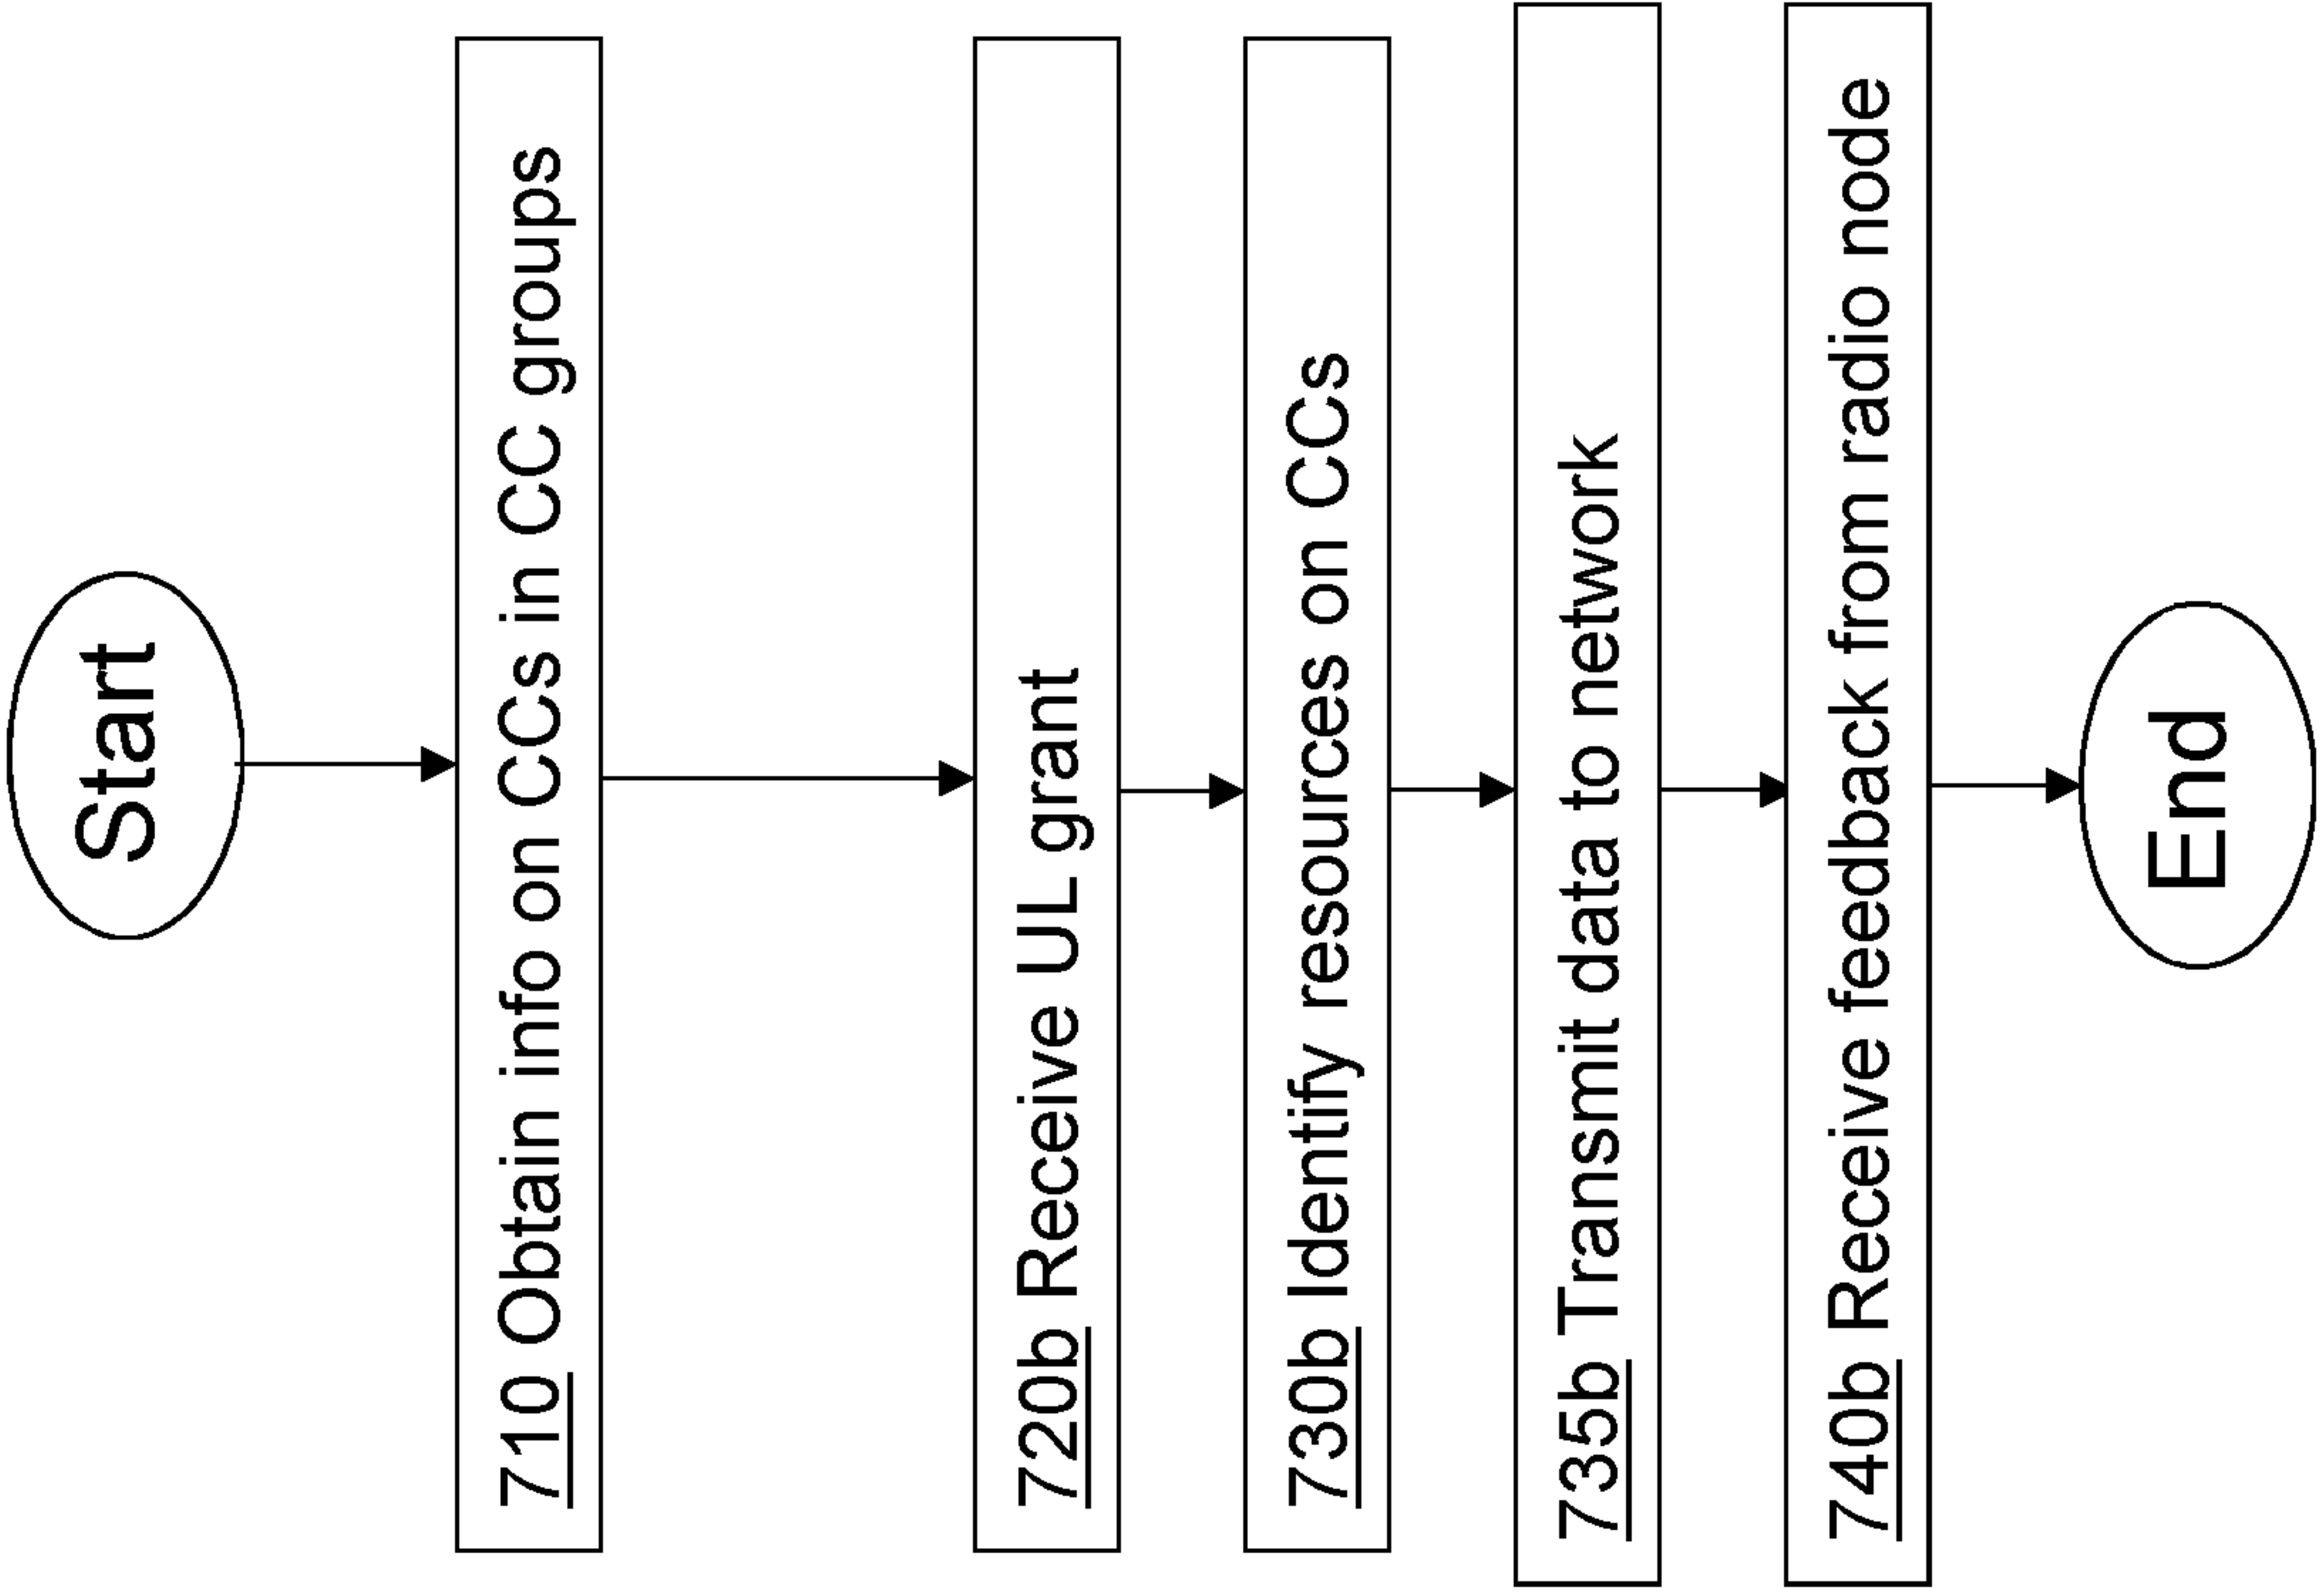 Start
710 Obtain info on CCs in CC groups
720b Receive UL grant
730b Identify resources on CCs
735b Transmit data to network
740b Receive feedback from radio node
End